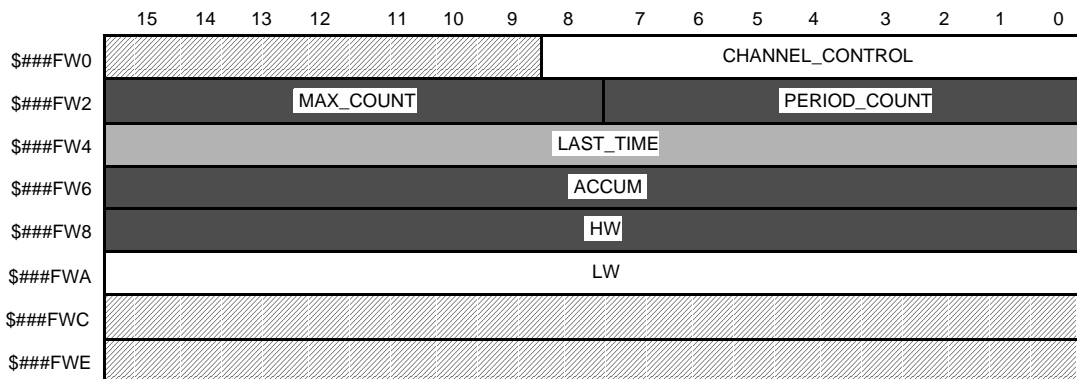 15 14 13 12 11 10 9 8 7 6 5 4 3 2 1 0
$###FW0 CHANNEL_CONTROL
$###FW2 MAX_COUNT PERIOD_COUNT
$###FW4 LAST_TIME
$###FW6 ACCUM
$###FW8 HW
$###FWA LW
$###FWC
$###FWE